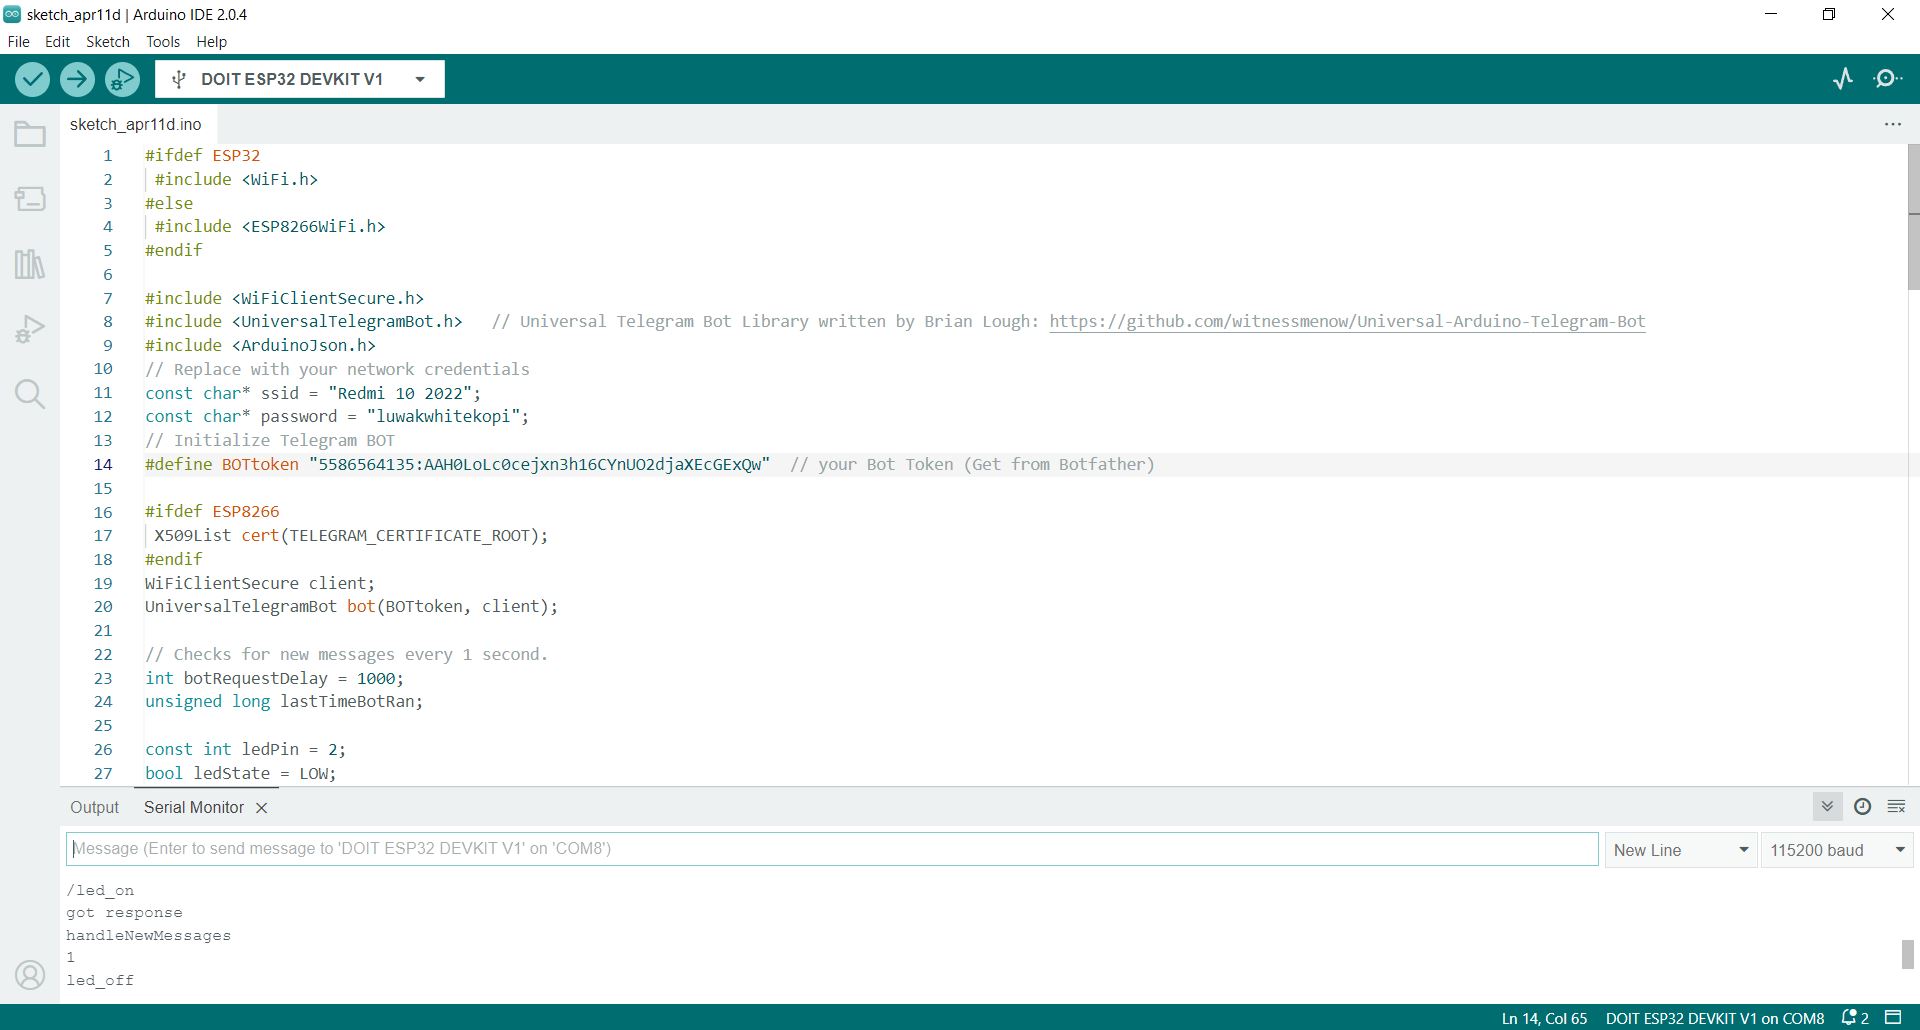 sketch_apr11d | Arduino IDE 2.0.4
File Edit Sketch Tools Help
DOIT ESP32 DEVKIT V1
sketch_apr11d.ino
1 #ifdef ESP32
2 #include <WiFi.h>
3 #else
4 #include <ESP8266WiFi.h>
5 #endif
6
7 #include <WiFiClientSecure.h>
8 #include <UniversalTelegramBot.h> // Universal Telegram Bot Library written by Brian Lough: https://github.com/witnessmenow/Universal-Arduino-Telegram-Bot
9 #include <ArduinoJson.h>
10 // Replace with your network credentials
11 const char* ssid = "Redmi 10 2022";
12 const char* password = "luwakwhitekopi";
13 // Initialize Telegram BOT
14 #define BOTtoken "5586564135:AAH0LoLc0cejxn3h16CYnUO2djaXEcGExQw" // your Bot Token (Get from Botfather)
15
16 #ifdef ESP8266
17 X509List cert(TELEGRAM_CERTIFICATE_ROOT);
18 #endif
19 WiFiClientSecure client;
20 UniversalTelegramBot bot(BOTtoken, client);
21
22 // Checks for new messages every 1 second.
23 int botRequestDelay = 1000;
24 unsigned long lastTimeBotRan;
25
26 const int ledPin = 2;
27 bool ledState = LOW;
Output Serial Monitor
Message (Enter to send message to 'DOIT ESP32 DEVKIT V1' on 'COM8') New Line 115200 baud
/led_on
got response
handleNewMessages
1
led_off
Ln 14, Col 65 DOIT ESP32 DEVKIT V1 on COM8 2